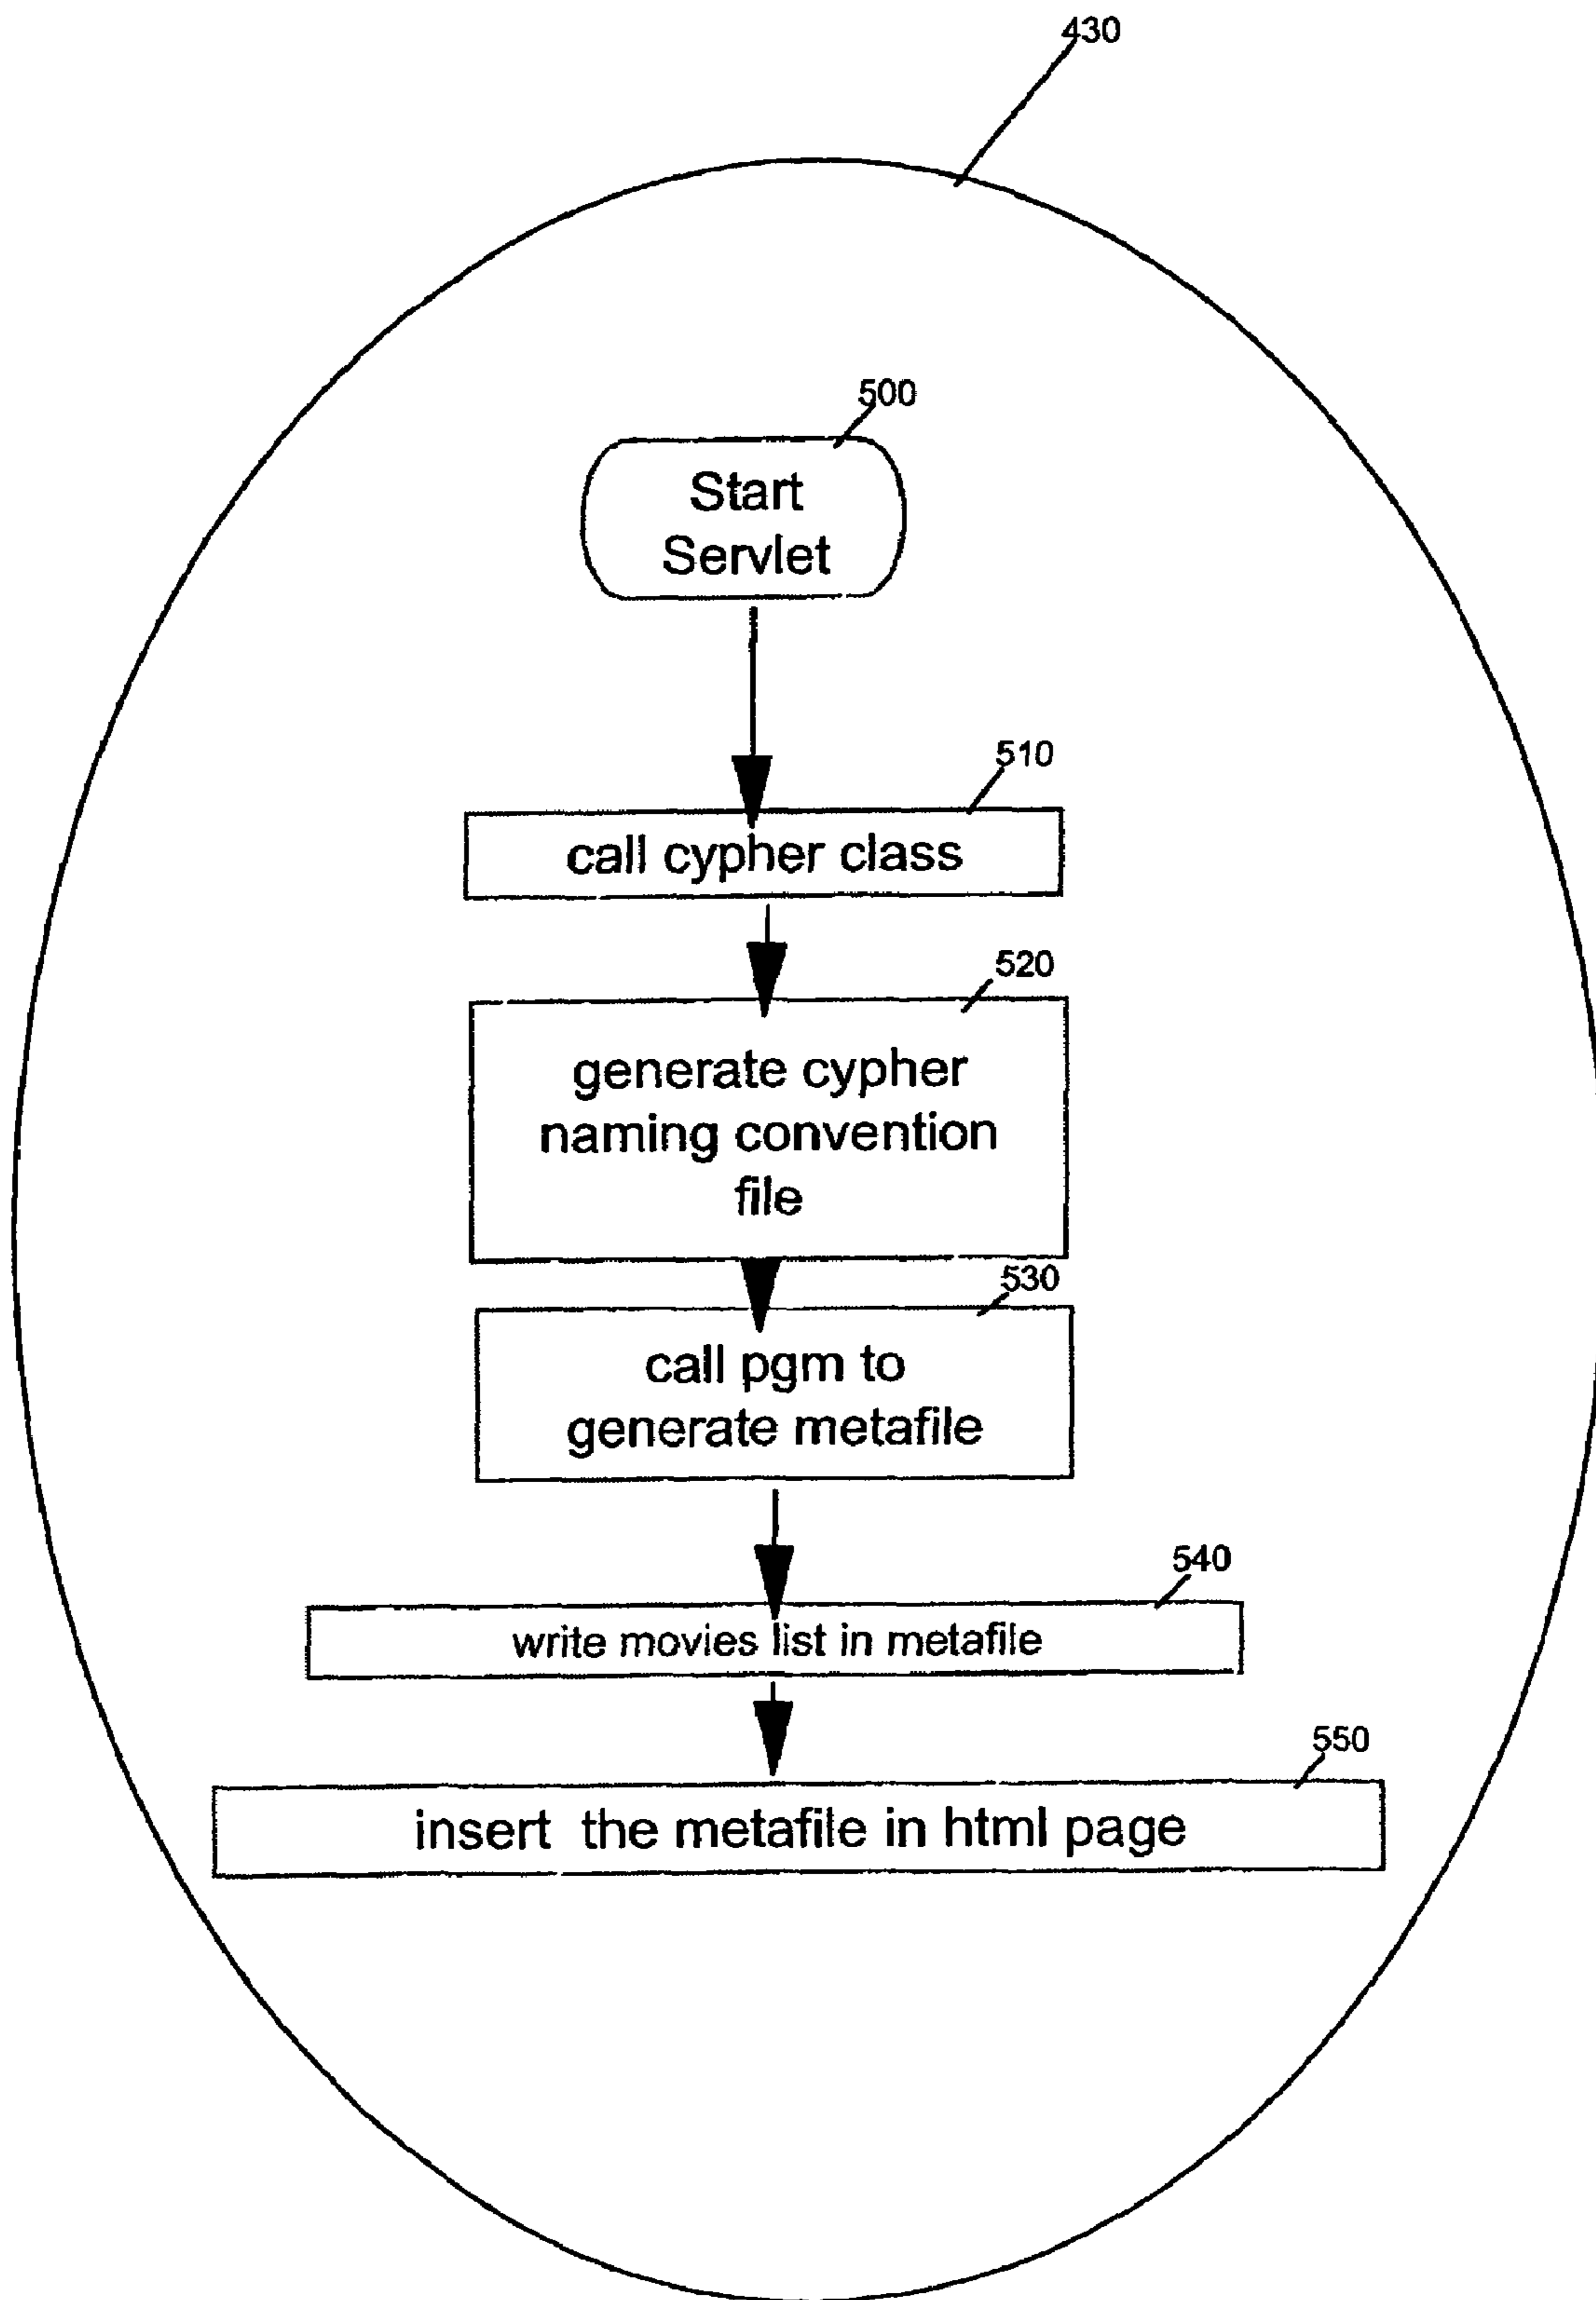 430
500
Start
Servlet
510
call cypher class
520
generate cypher
naming convention
file
530
call pgm to
generate metafile
540
write movies list in metafile
550
insert the metafile in html page